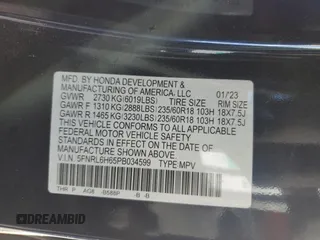 MFD. BY HONDA DEVELOPMENT &
MANUFACTURING OF AMERICA, LLC 01/23
GVWR 2730 KG(6019LBS) TIRE SIZE RIM SIZE
GAWR F 1310 KG(2888LBS) 235/60R18 103H 18X7.5J
GAWR R 1465 KG(3230LBS) 235/60R18 103H 18X7.5J
THIS VEHICLE CONFORMS TO ALL APPLICABLE
FEDERAL MOTOR VEHICLE SAFETY
AND THEFT PREVENTION STANDARDS IN EFFECT ON
THE DATE OF MANUFACTURE SHOWN ABOVE.
V.I.N. 5FNRL6H65PB034599 TYPE MPV
DREAMBID